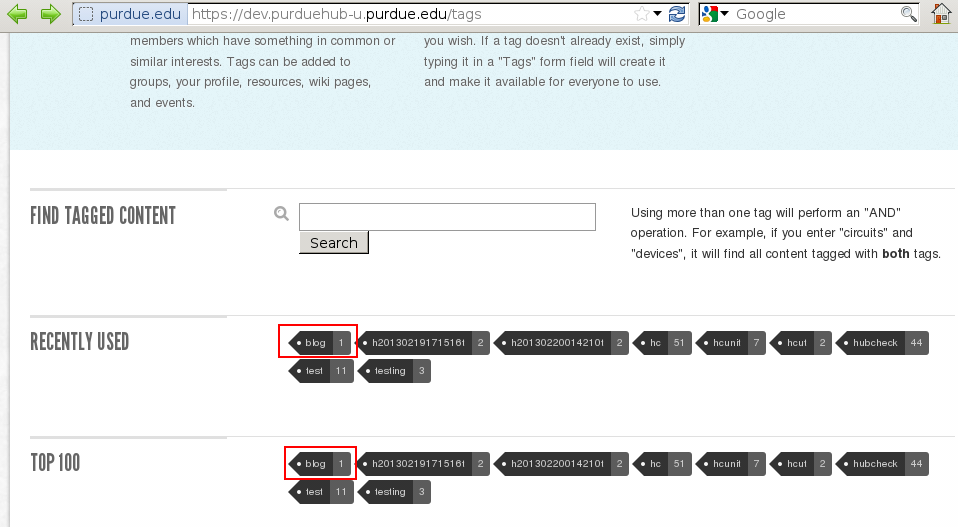 purdue.edu https://dev.purduehub-u.purdue.edu/tags Google
members which have something in common or
similar interests. Tags can be added to
groups, your profile, resources, wiki pages,
and events.
you wish. If a tag doesn't already exist, simply
typing it in a "Tags" form field will create it
and make it available for everyone to use.
FIND TAGGED CONTENT
Search
Using more than one tag will perform an "AND"
operation. For example, if you enter "circuits" and
"devices", it will find all content tagged with both tags.
RECENTLY USED
blog 1 h20130219171516t 2 h20130220014210t 2 hc 51 hcunit 7 hcut 2 hubcheck 44
test 11 testing 3
TOP 100
blog 1 h20130219171516t 2 h20130220014210t 2 hc 51 hcunit 7 hcut 2 hubcheck 44
test 11 testing 3